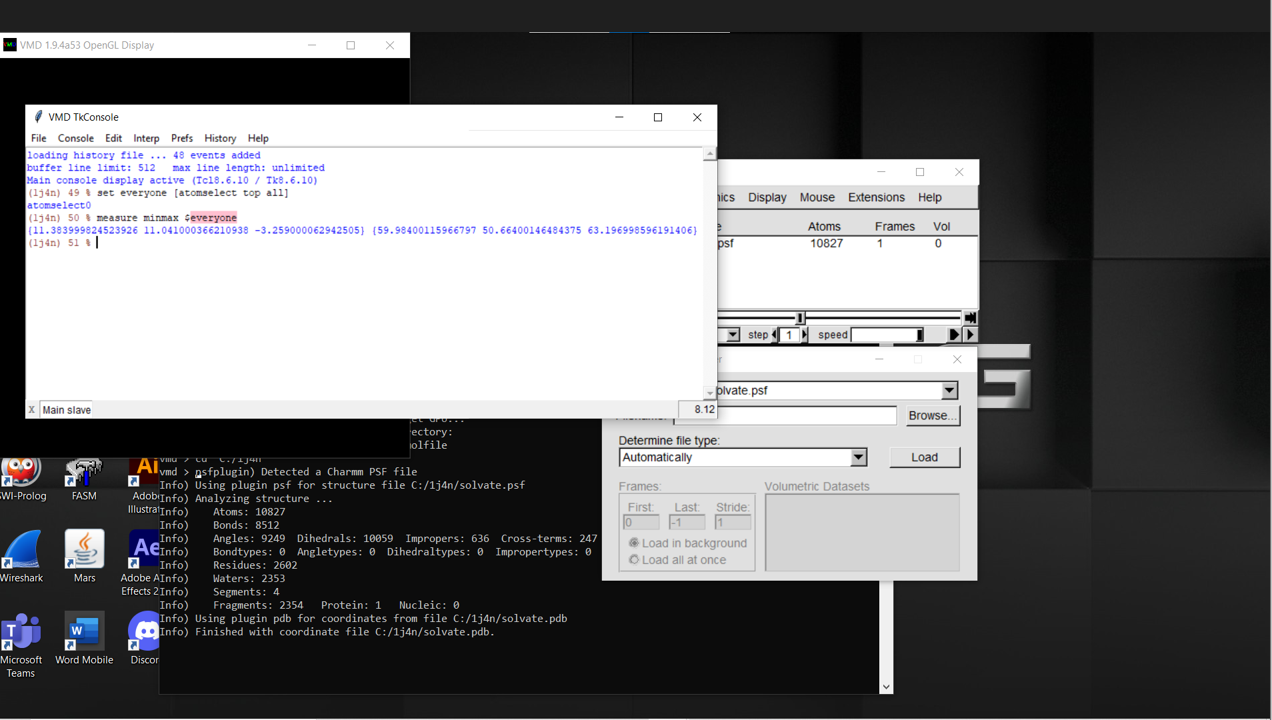 VMD 1.9.4a53 OpenGL Display
VMD TkConsole
File Console Edit Interp Prefs History Help
loading history file ... 48 events added
buffer line limit: 512 max line length: unlimited
Main console display active (Tcl8.6.10 / Tk8.6.10)
(1j4n) 49 % set everyone [atomselect top all]
atomselect0
(1j4n) 50 % measure minmax $everyone
{11.383999824523926 11.041000366210938 -3.259000062942505} {59.98400115966797 50.66400146484375 63.196998596191406}
(1j4n) 51 %
X Main slave
8.12
Display Mouse Extensions Help
Atoms Frames Vol
psf 10827 1 0
step 1 speed
solvate.psf
Browse...
Determine file type:
Automatically
Load
Frames:
Volumetric Datasets
First: Last: Stride:
0 -1 1
Load in background
Load all at once
vmd > cd C:/1j4n
vmd > psfplugin) Detected a Charmm PSF file
Info) Using plugin psf for structure file C:/1j4n/solvate.psf
Info) Analyzing structure ...
Info) Atoms: 10827
Info) Bonds: 8512
Info) Angles: 9249 Dihedrals: 10059 Impropers: 636 Cross-terms: 247
Info) Bondtypes: 0 Angletypes: 0 Dihedraltypes: 0 Impropertypes: 0
Info) Residues: 2602
Info) Waters: 2353
Info) Segments: 4
Info) Fragments: 2354 Protein: 1 Nucleic: 0
Info) Using plugin pdb for coordinates from file C:/1j4n/solvate.pdb
Info) Finished with coordinate file C:/1j4n/solvate.pdb.
SWI-Prolog
FASM
Ai
Adob
Illustrat
Wireshark
Mars
Ae
Adobe A
Effects 2
Microsoft
Teams
Word Mobile
Discor